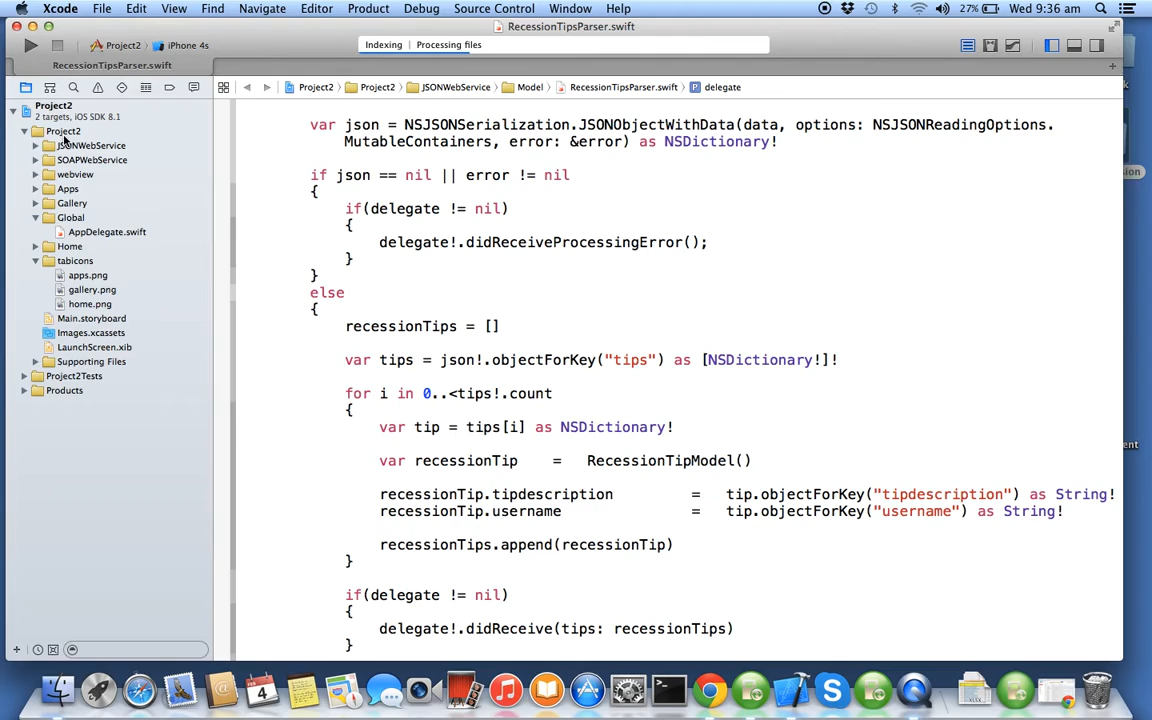 Xcode File Edit View Find Navigate Editor Product Debug Source Control Window Help 27% Wed 9:36 am
RecessionTipsParser.swift
Project2 › iPhone 4s Indexing | Processing files
RecessionTipsParser.swift
Project2 › Project2 › JSONWebService › Model › RecessionTipsParser.swift › P delegate
Project2
2 targets, iOS SDK 8.1
Project2
JSONWebService
SOAPWebService
webview
Apps
Gallery
Global
AppDelegate.swift
Home
tabicons
apps.png
gallery.png
home.png
Main.storyboard
Images.xcassets
LaunchScreen.xib
Supporting Files
Project2Tests
Products
var json = NSJSONSerialization.JSONObjectWithData(data, options: NSJSONReadingOptions.
MutableContainers, error: &error) as NSDictionary!
if json == nil || error != nil
{
if(delegate != nil)
{
delegate!.didReceiveProcessingError();
}
}
else
{
recessionTips = []
var tips = json!.objectForKey("tips") as [NSDictionary!]!
for i in 0..<tips!.count
{
var tip = tips[i] as NSDictionary!
var recessionTip = RecessionTipModel()
recessionTip.tipdescription = tip.objectForKey("tipdescription") as String!
recessionTip.username = tip.objectForKey("username") as String!
recessionTips.append(recessionTip)
}
if(delegate != nil)
{
delegate!.didReceive(tips: recessionTips)
}
sion
k
ent
4
XLSX